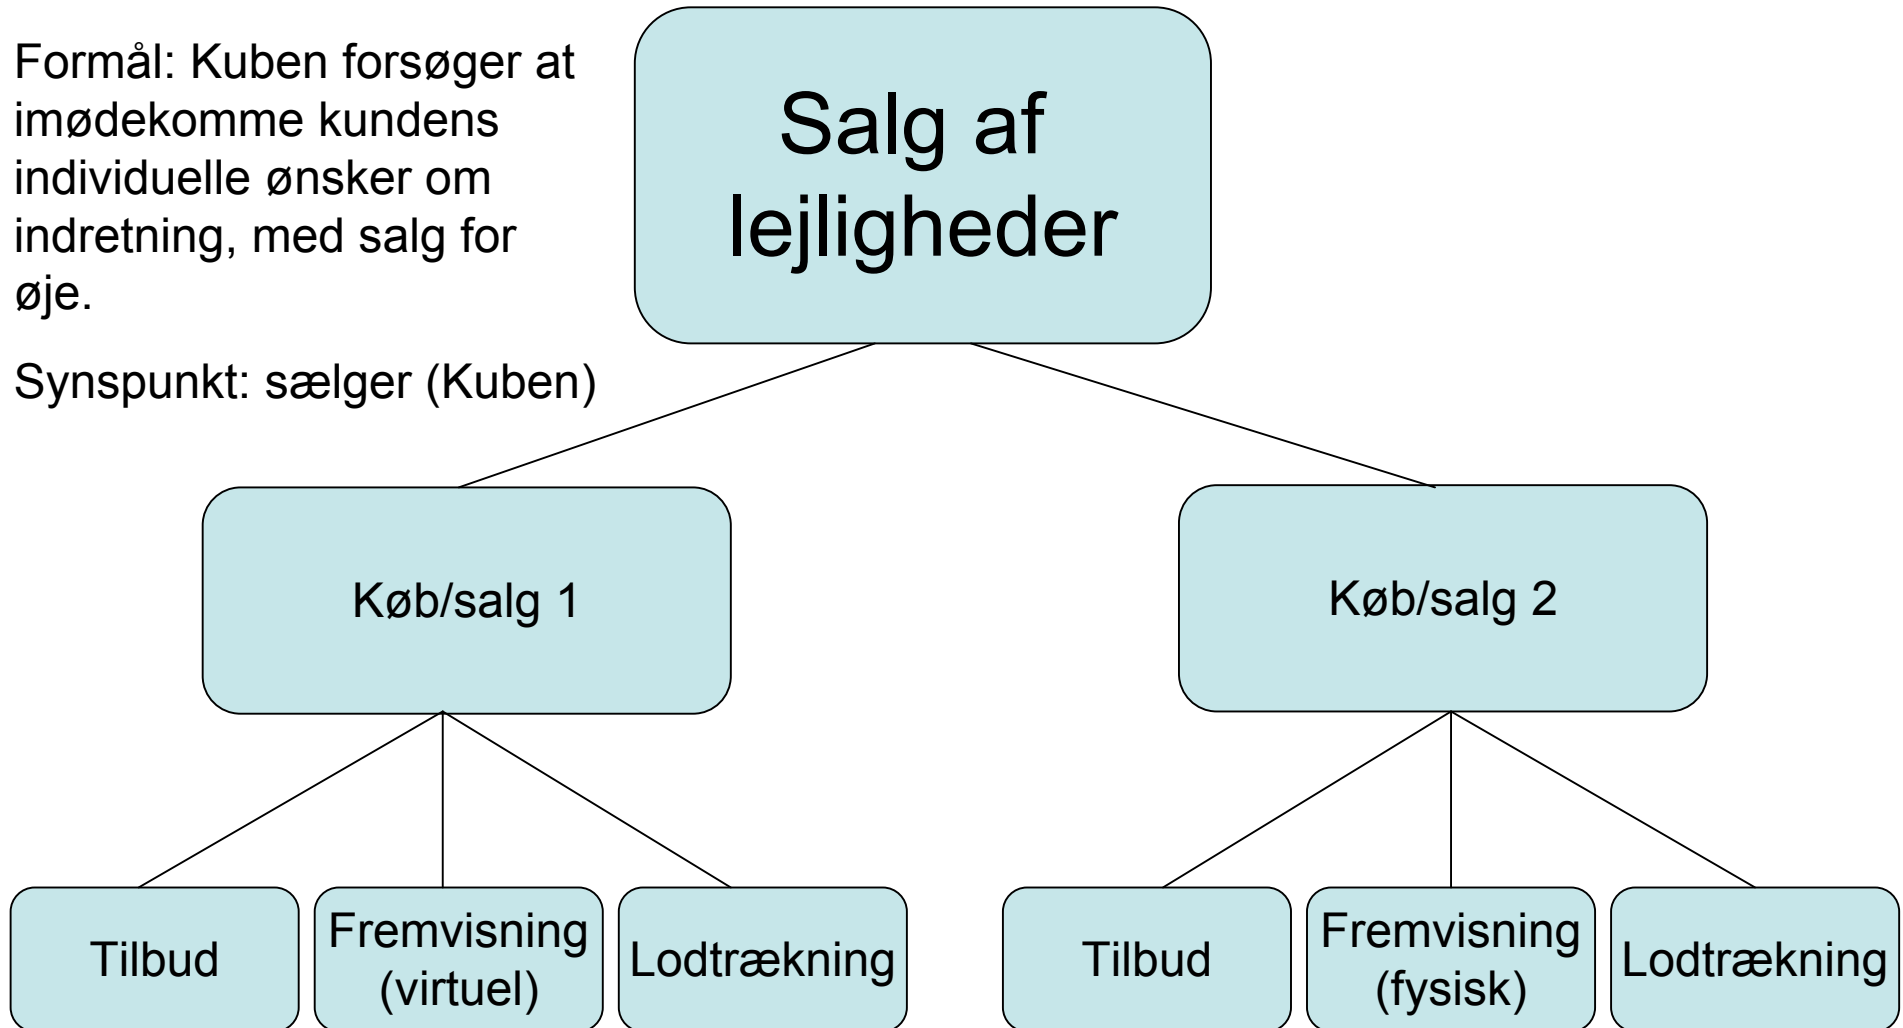 Formål: Kuben forsøger at
imødekomme kundens
individuelle ønsker om
indretning, med salg for
øje.
Synspunkt: sælger (Kuben)
Salg af
lejligheder
Køb/salg 1
Køb/salg 2
Tilbud
Fremvisning
(virtuel)
Lodtrækning
Tilbud
Fremvisning
(fysisk)
Lodtrækning